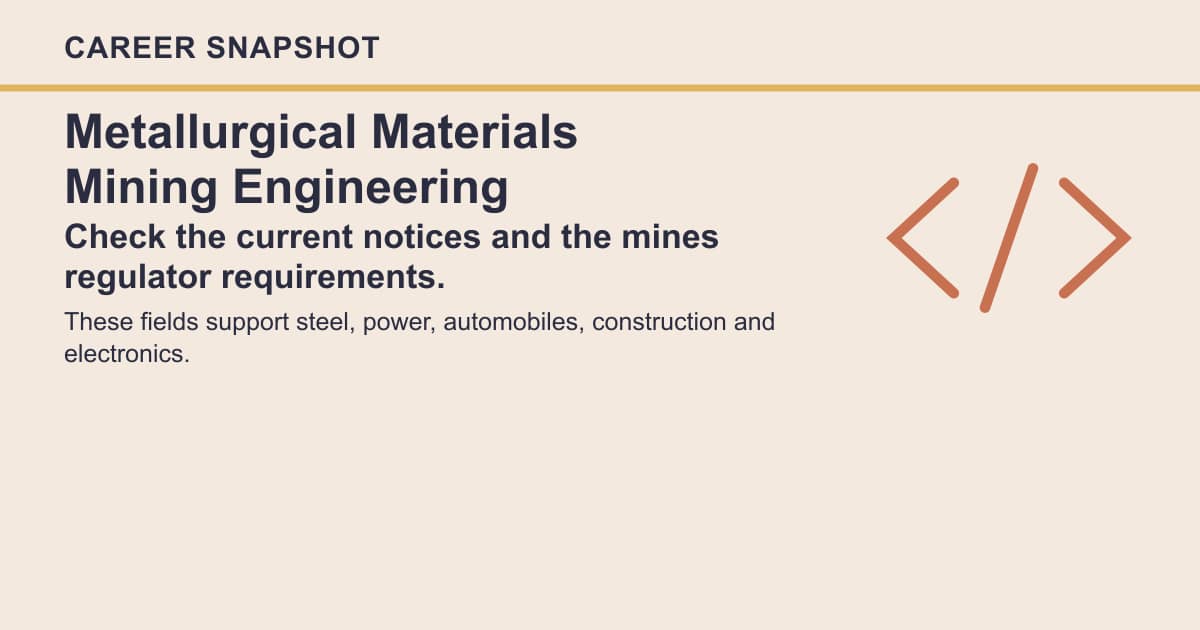 CAREER SNAPSHOT
Metallurgical Materials
Mining Engineering
Check the current notices and the mines
regulator requirements.
These fields support steel, power, automobiles, construction and
electronics.